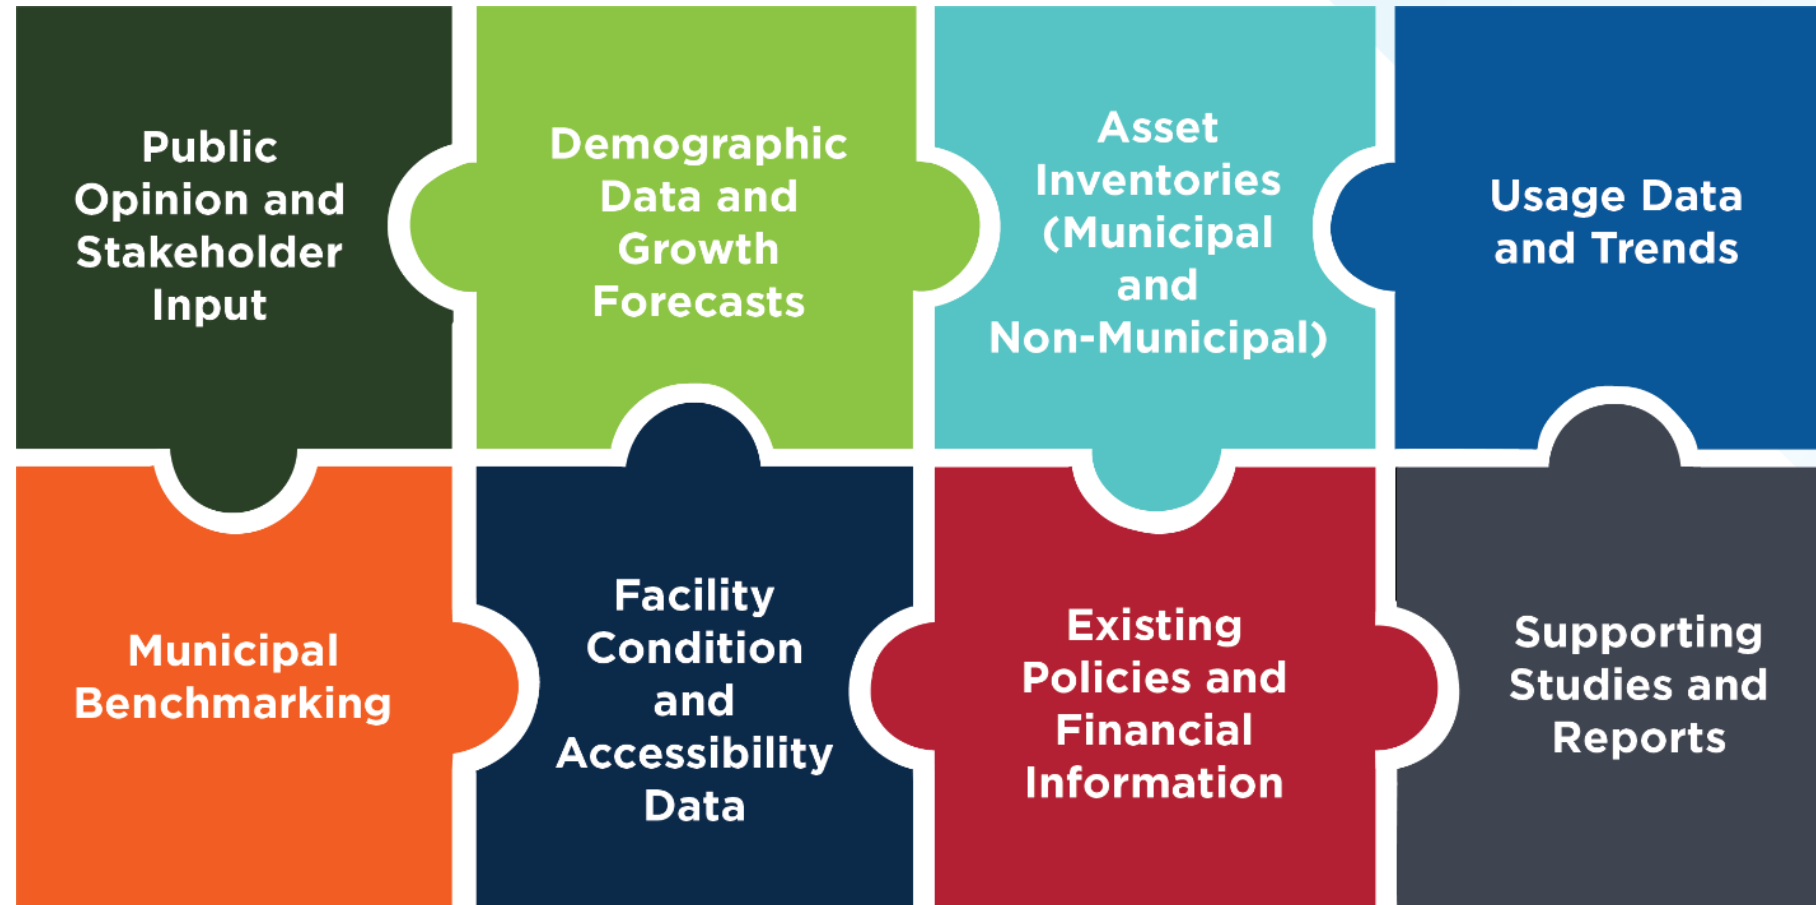 Public
Opinion and
Stakeholder
Input
Demographic
Data and
Growth
Forecasts
Asset
Inventories
(Municipal
and
Non-Municipal)
Usage Data
and Trends
Municipal
Benchmarking
Facility
Condition
and
Accessibility
Data
Existing
Policies and
Financial
Information
Supporting
Studies and
Reports